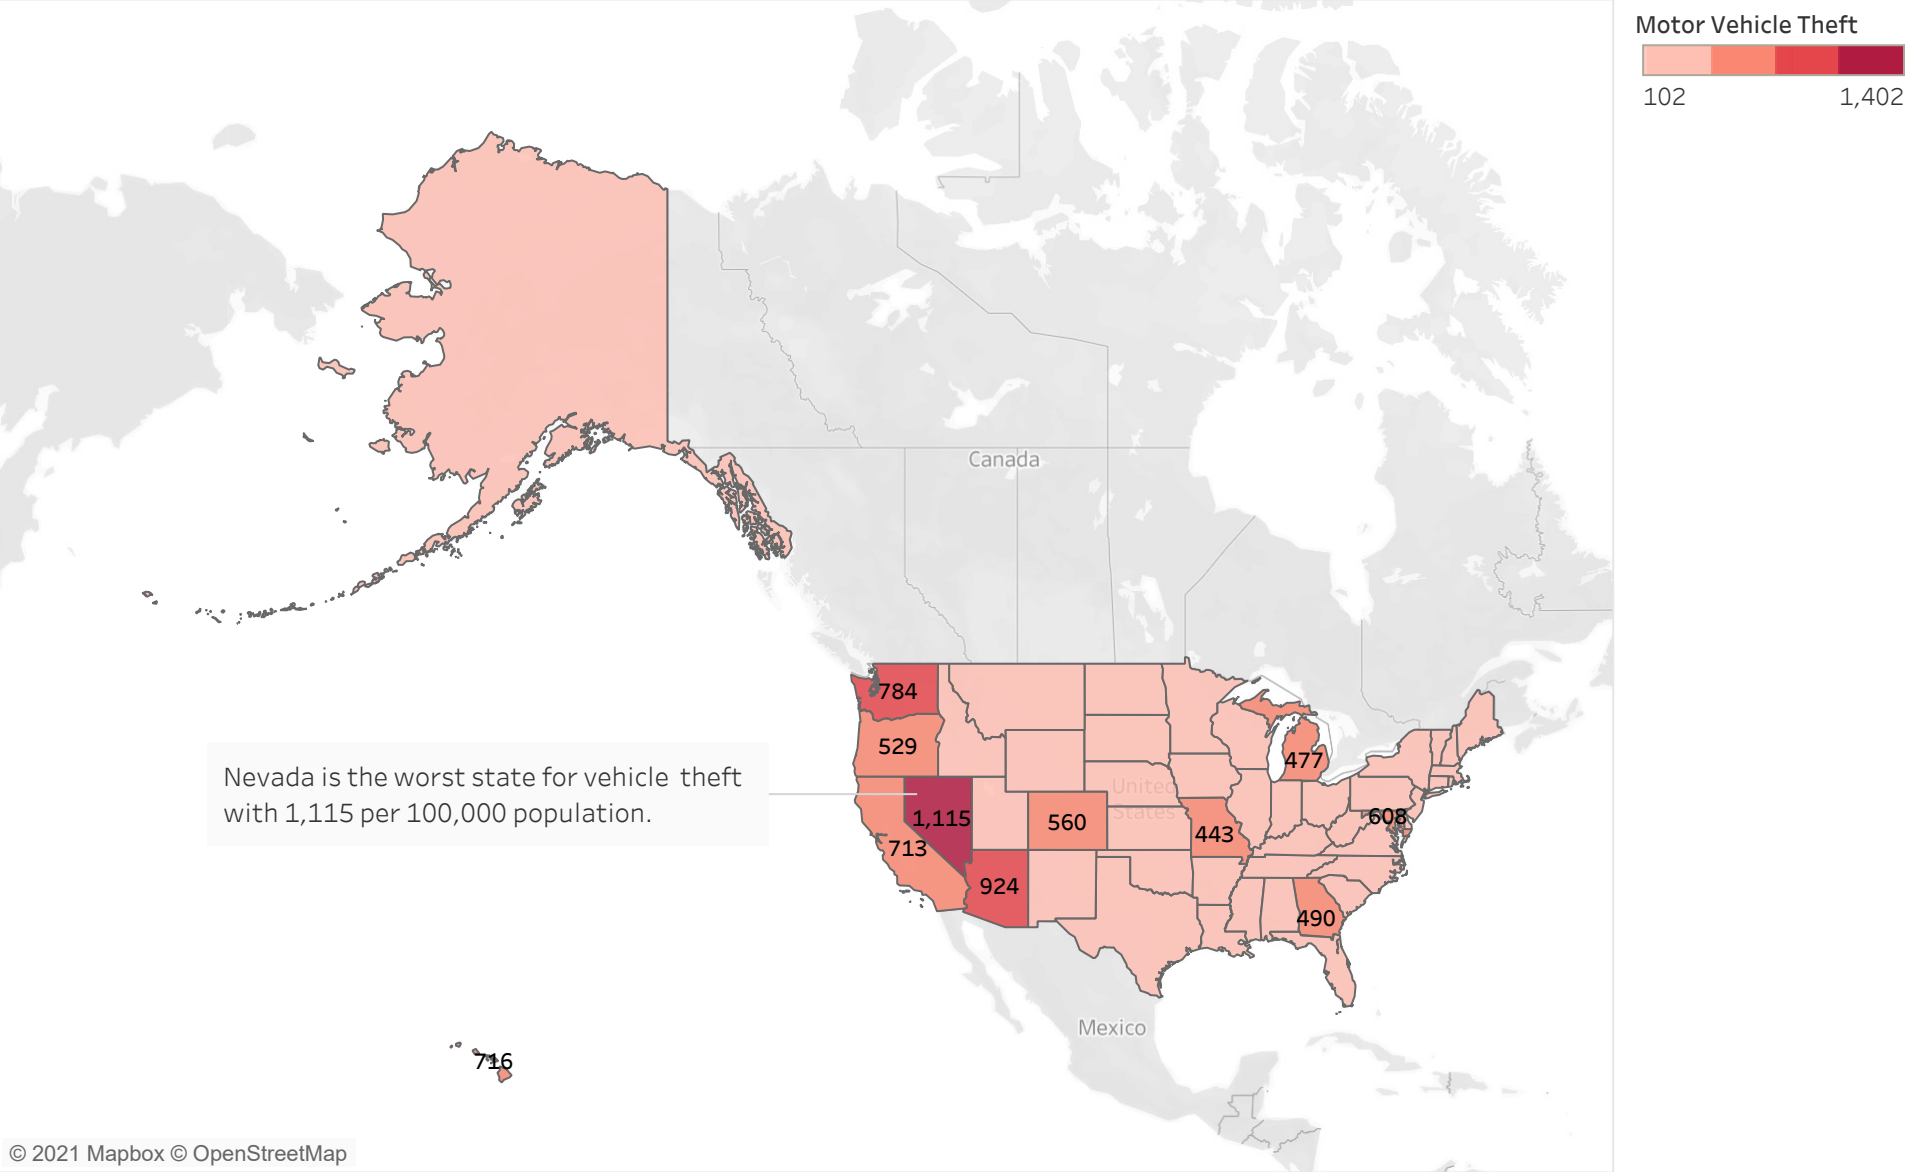 Motor Vehicle Theft
102 1,402
Canada
784
529
477
Nevada is the worst state for vehicle theft
with 1,115 per 100,000 population.
United
States
1,115
560
608
443
713
924
490
Mexico
716
© 2021 Mapbox © OpenStreetMap